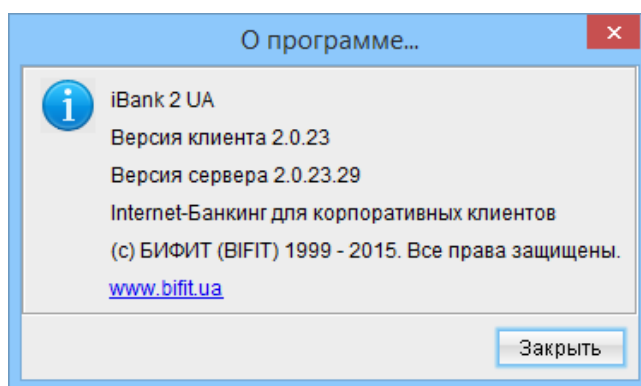 О программе...
iBank 2 UA
Версия клиента 2.0.23
Версия сервера 2.0.23.29
Internet-Банкинг для корпоративных клиентов
(c) БИФИТ (BIFIT) 1999 - 2015. Все права защищены.
www.bifit.ua
Закрыть